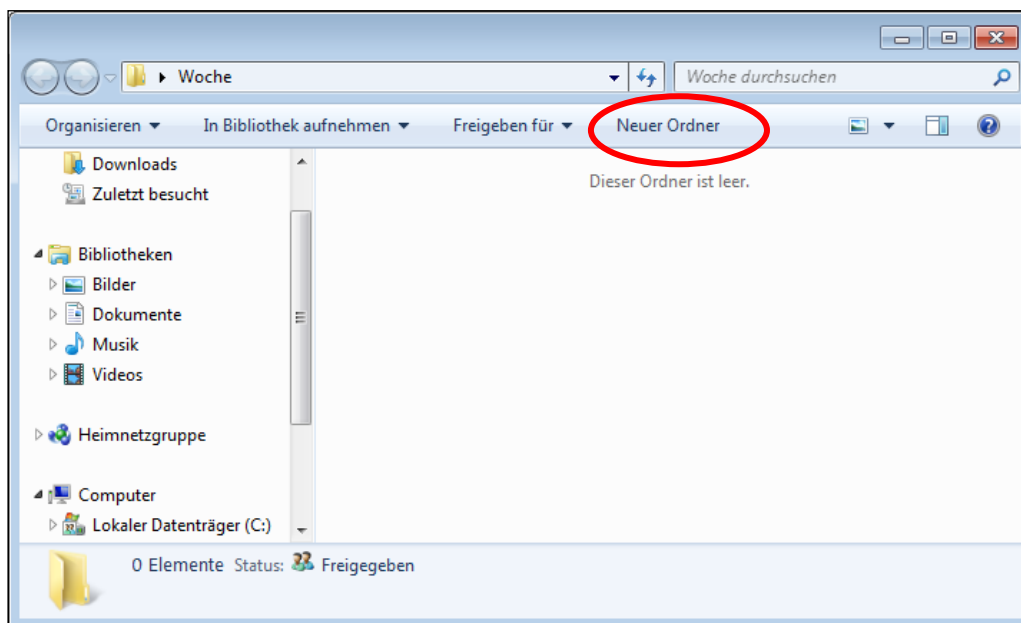 Woche
Woche durchsuchen
Organisieren In Bibliothek aufnehmen Freigeben für Neuer Ordner
Dieser Ordner ist leer.
Downloads
Zuletzt besucht
Bibliotheken
Bilder
Dokumente
Musik
Videos
Heimnetzgruppe
Computer
Lokaler Datenträger (C:)
0 Elemente Status: Freigegeben